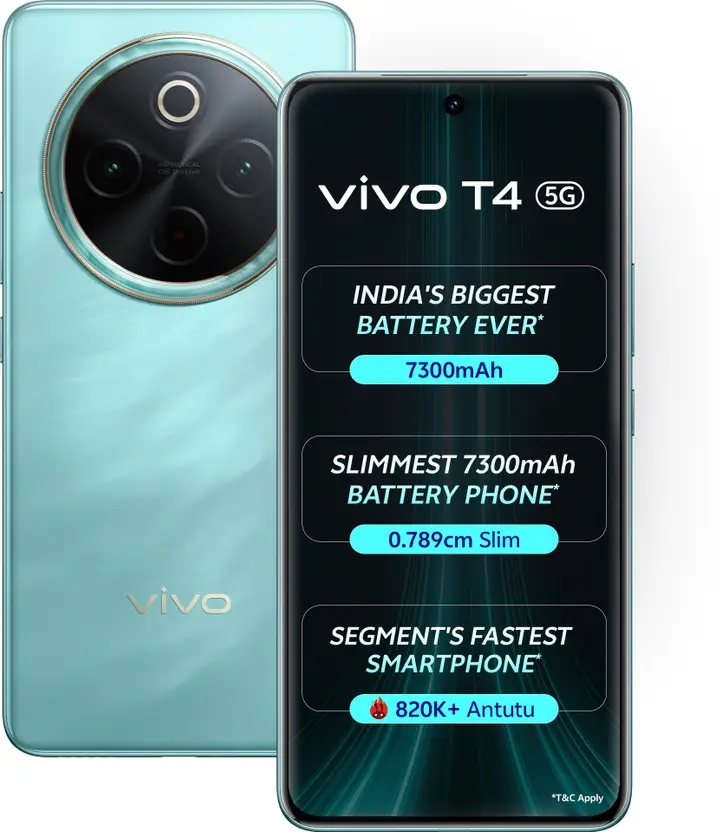 vivo
vivo T4 5G
INDIA'S BIGGEST
BATTERY EVER*
7300mAh
SLIMMEST 7300mAh
BATTERY PHONE*
0.789cm Slim
SEGMENT'S FASTEST
SMARTPHONE*
820K+ Antutu
*T&C Apply